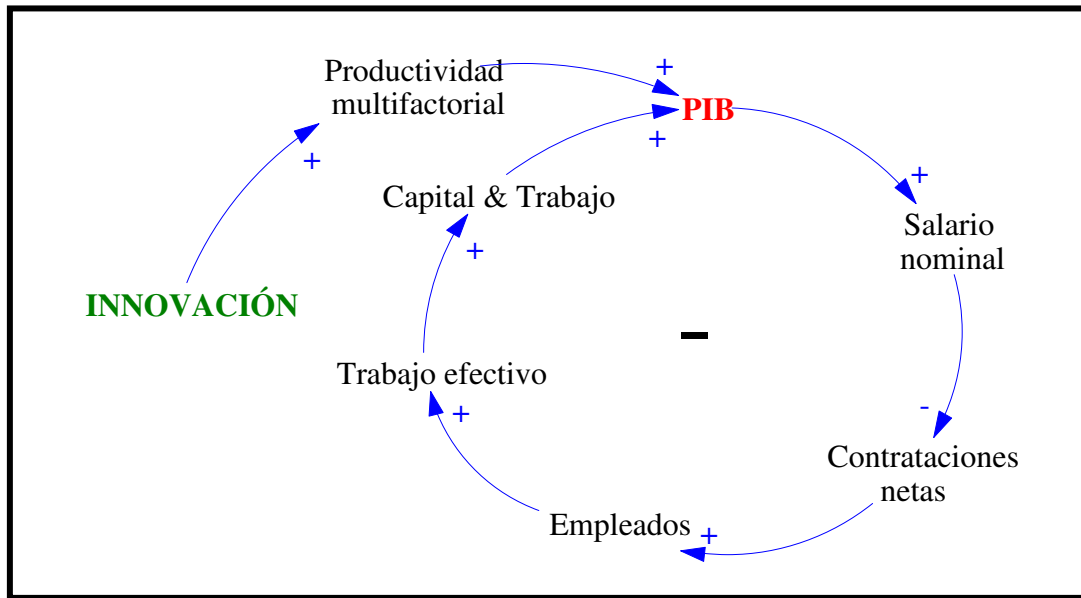 Productividad
multifactorial
+
PIB
+
+
+
Capital & Trabajo
Salario
nominal
+
INNOVACIÓN
-
Trabajo efectivo
+
-
Contrataciones
netas
Empleados
+